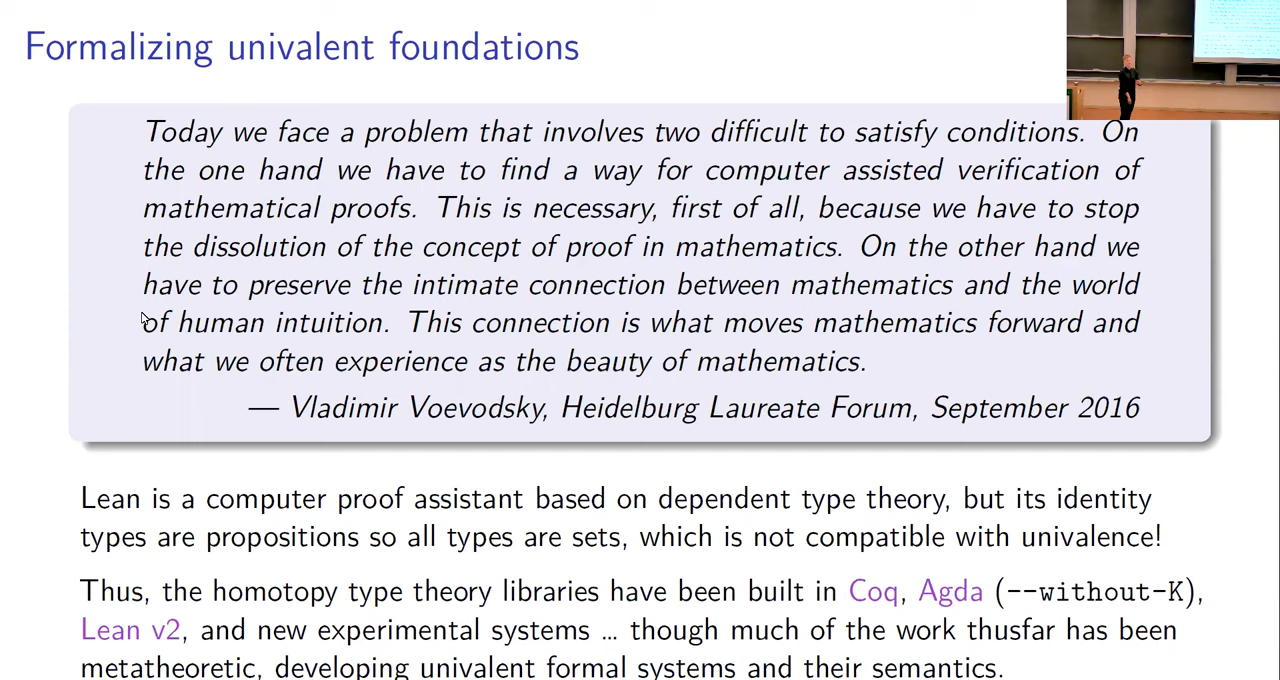 Formalizing univalent foundations
Today we face a problem that involves two difficult to satisfy conditions. On
the one hand we have to find a way for computer assisted verification of
mathematical proofs. This is necessary, first of all, because we have to stop
the dissolution of the concept of proof in mathematics. On the other hand we
have to preserve the intimate connection between mathematics and the world
of human intuition. This connection is what moves mathematics forward and
what we often experience as the beauty of mathematics.
— Vladimir Voevodsky, Heidelburg Laureate Forum, September 2016
Lean is a computer proof assistant based on dependent type theory, but its identity
types are propositions so all types are sets, which is not compatible with univalence!
Thus, the homotopy type theory libraries have been built in Coq, Agda (--without-K),
Lean v2, and new experimental systems … though much of the work thusfar has been
metatheoretic, developing univalent formal systems and their semantics.